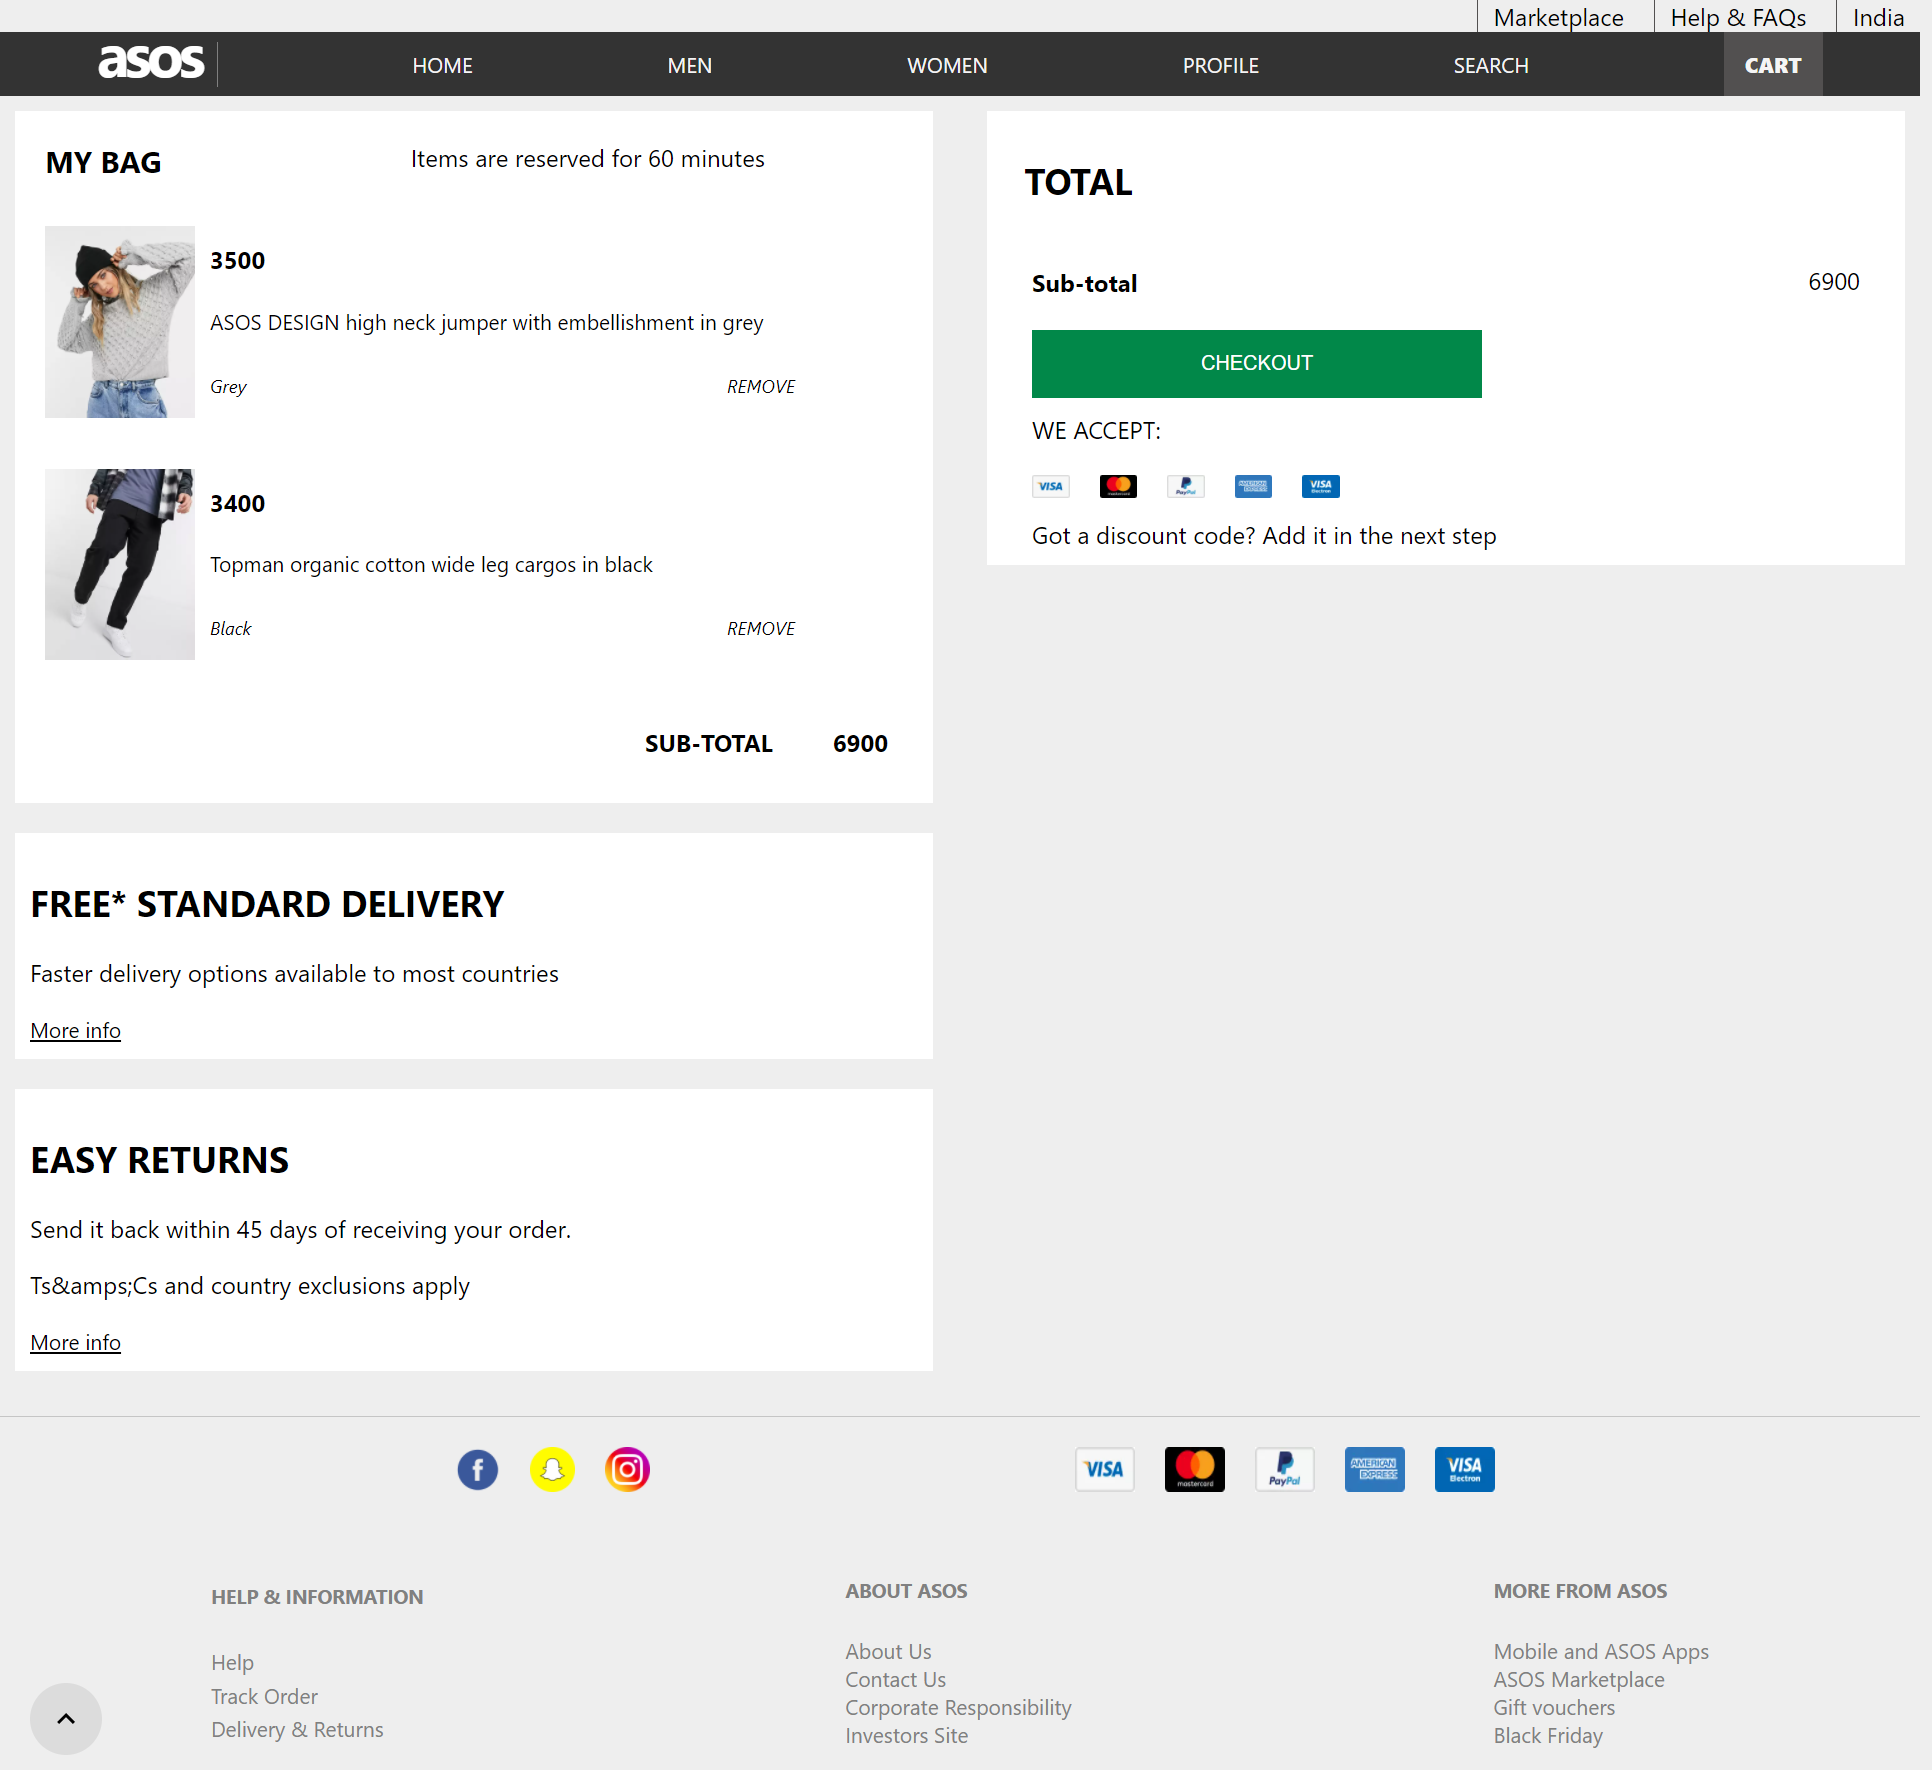 Marketplace
Help & FAQs
India
asos
HOME
MEN
WOMEN
PROFILE
SEARCH
CART
MY BAG
Items are reserved for 60 minutes
3500
ASOS DESIGN high neck jumper with embellishment in grey
Grey
REMOVE
3400
Topman organic cotton wide leg cargos in black
Black
REMOVE
SUB-TOTAL 6900
TOTAL
Sub-total 6900
CHECKOUT
WE ACCEPT:
VISA
mastercard
PayPal
AMERICAN EXPRESS
VISA Electron
Got a discount code? Add it in the next step
FREE* STANDARD DELIVERY
Faster delivery options available to most countries
More info
EASY RETURNS
Send it back within 45 days of receiving your order.
Ts&amps;Cs and country exclusions apply
More info
f
VISA
mastercard
PayPal
AMERICAN EXPRESS
VISA Electron
HELP & INFORMATION
Help
Track Order
Delivery & Returns
ABOUT ASOS
About Us
Contact Us
Corporate Responsibility
Investors Site
MORE FROM ASOS
Mobile and ASOS Apps
ASOS Marketplace
Gift vouchers
Black Friday